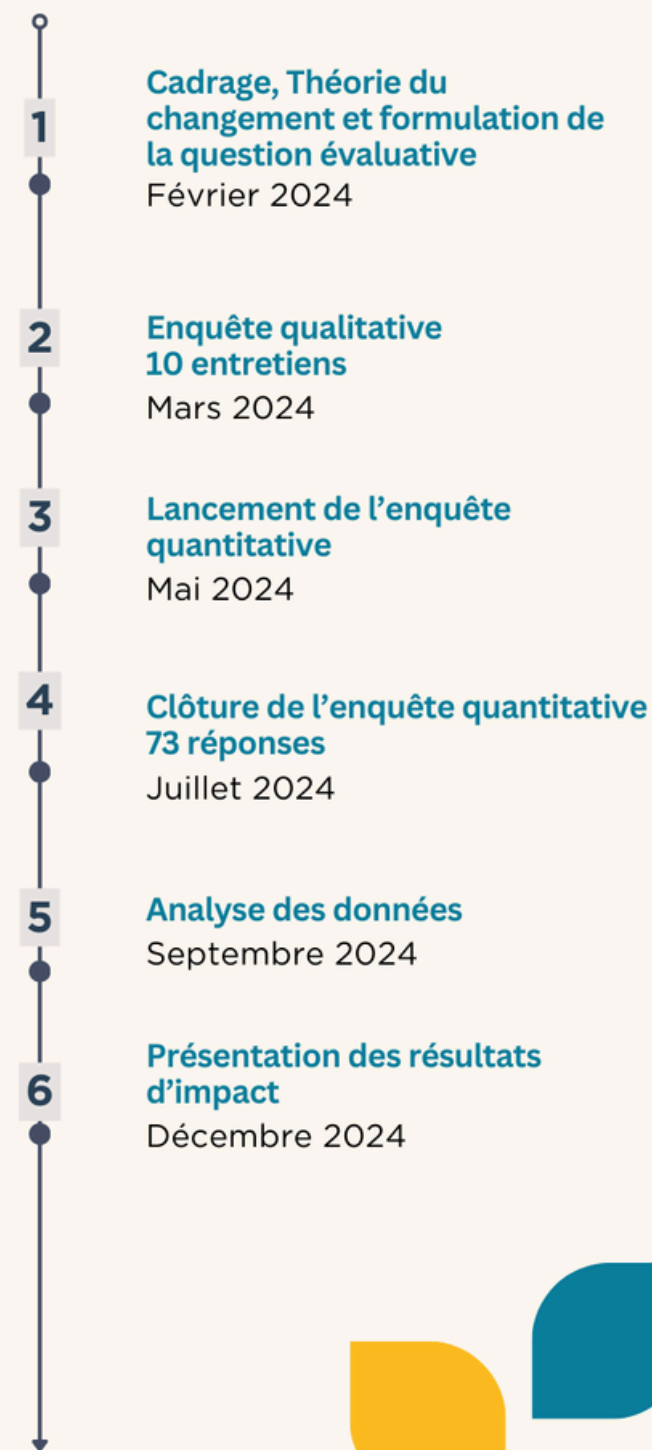 1
Cadrage, Théorie du
changement et formulation de
la question évaluative
Février 2024
2
Enquête qualitative
10 entretiens
Mars 2024
3
Lancement de l’enquête
quantitative
Mai 2024
4
Clôture de l’enquête quantitative
73 réponses
Juillet 2024
5
Analyse des données
Septembre 2024
6
Présentation des résultats
d’impact
Décembre 2024